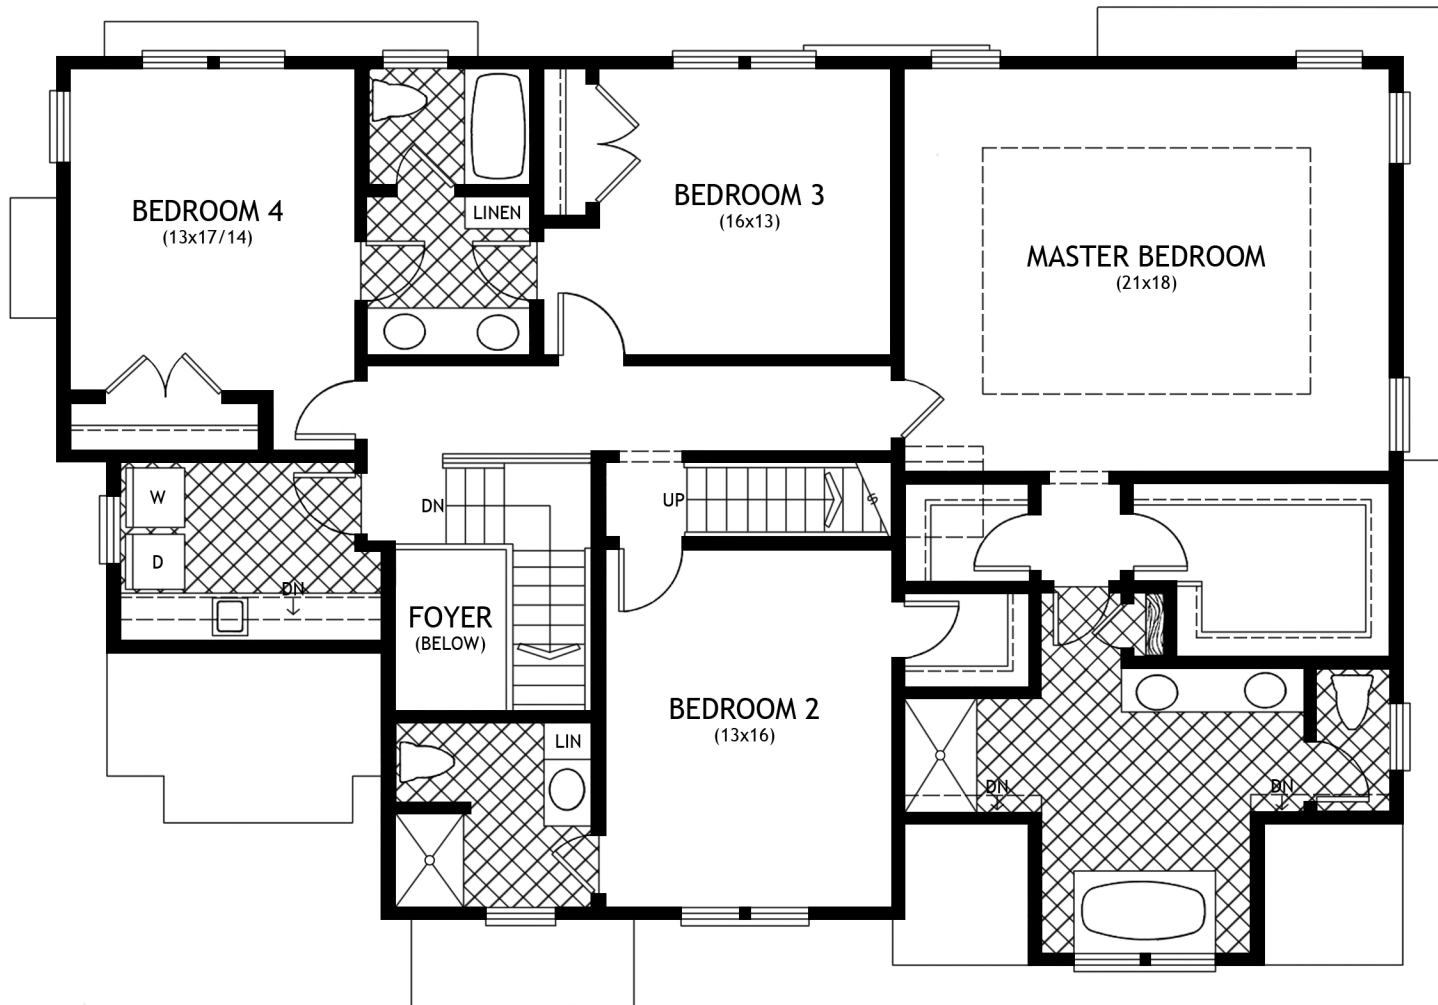 BEDROOM 4
(13x17/14)
LINEN
BEDROOM 3
(16x13)
MASTER BEDROOM
(21x18)
W
D
DN
DN
UP
FOYER
(BELOW)
BEDROOM 2
(13x16)
LIN
DN
DN